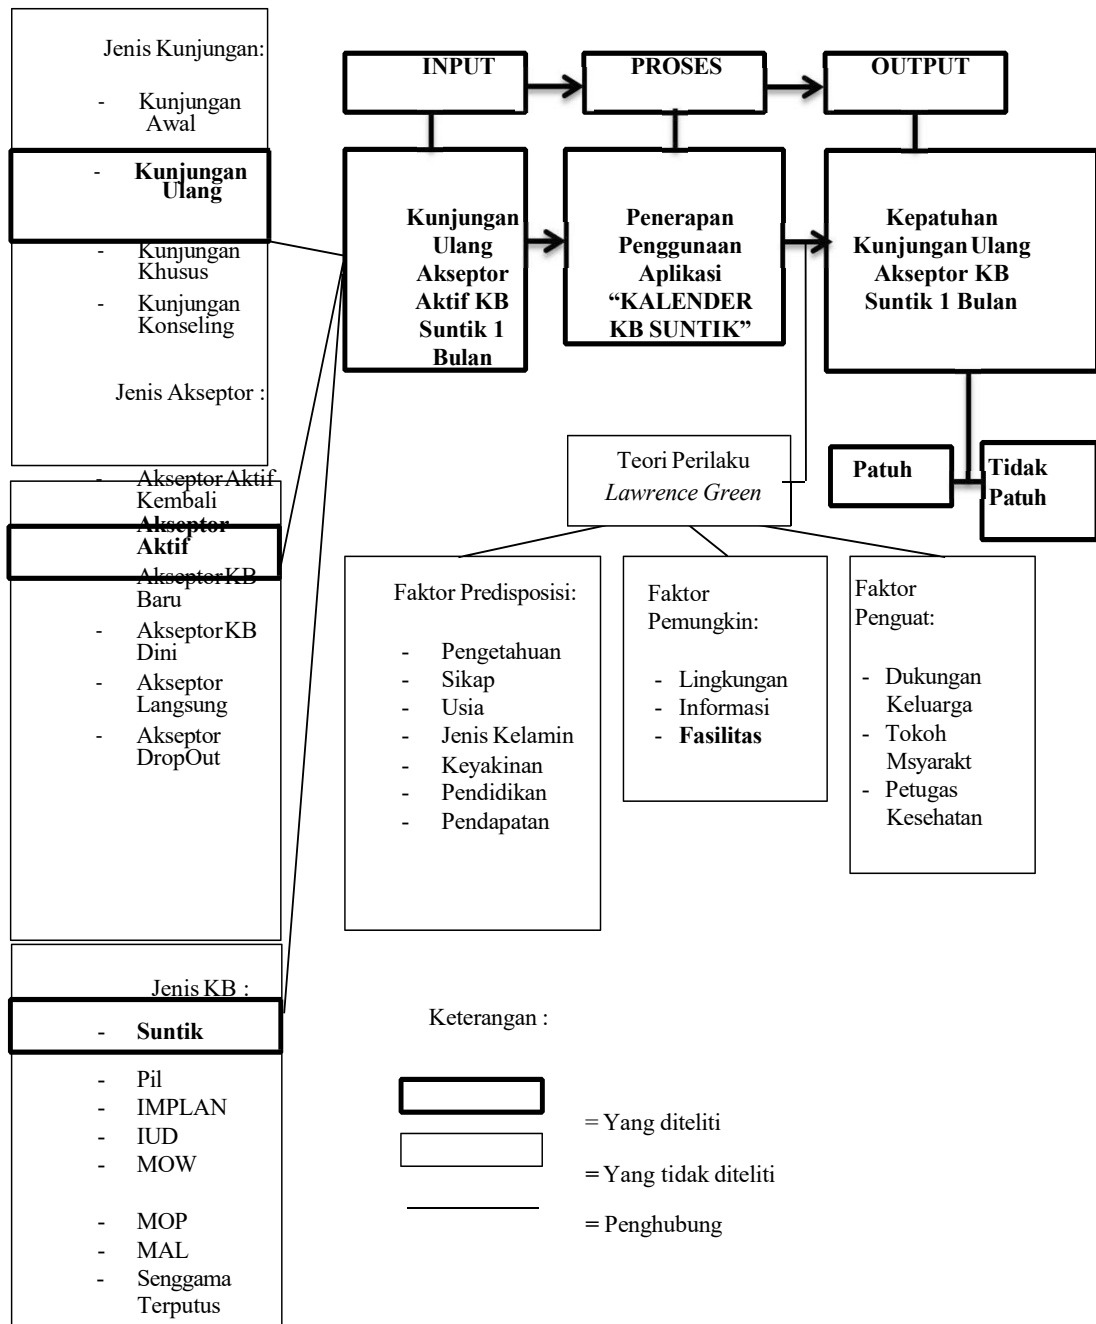 Jenis Kunjungan:
- Kunjungan
Awal
- Kunjungan
Ulang
- Kunjungan
Khusus
- Kunjungan
Konseling
Jenis Akseptor :
- Akseptor Aktif
Kembali
Akseptor
Aktif
Akseptor KB
Baru
- Akseptor KB
Dini
- Akseptor
Langsung
- Akseptor
DropOut
Jenis KB :
- Suntik
- Pil
- IMPLAN
- IUD
- MOW
- MOP
- MAL
- Senggama
Terputus
INPUT
PROSES
OUTPUT
Kunjungan
Ulang
Akseptor
Aktif KB
Suntik 1
Bulan
Penerapan
Penggunaan
Aplikasi
“KALENDER
KB SUNTIK”
Kepatuhan
Kunjungan Ulang
Akseptor KB
Suntik 1 Bulan
Patuh
Tidak
Patuh
Teori Perilaku
Lawrence Green
Faktor Predisposisi:
- Pengetahuan
- Sikap
- Usia
- Jenis Kelamin
- Keyakinan
- Pendidikan
- Pendapatan
Faktor
Pemungkin:
- Lingkungan
- Informasi
- Fasilitas
Faktor
Penguat:
- Dukungan
Keluarga
- Tokoh
Msyarakt
- Petugas
Kesehatan
Keterangan :
= Yang diteliti
= Yang tidak diteliti
= Penghubung